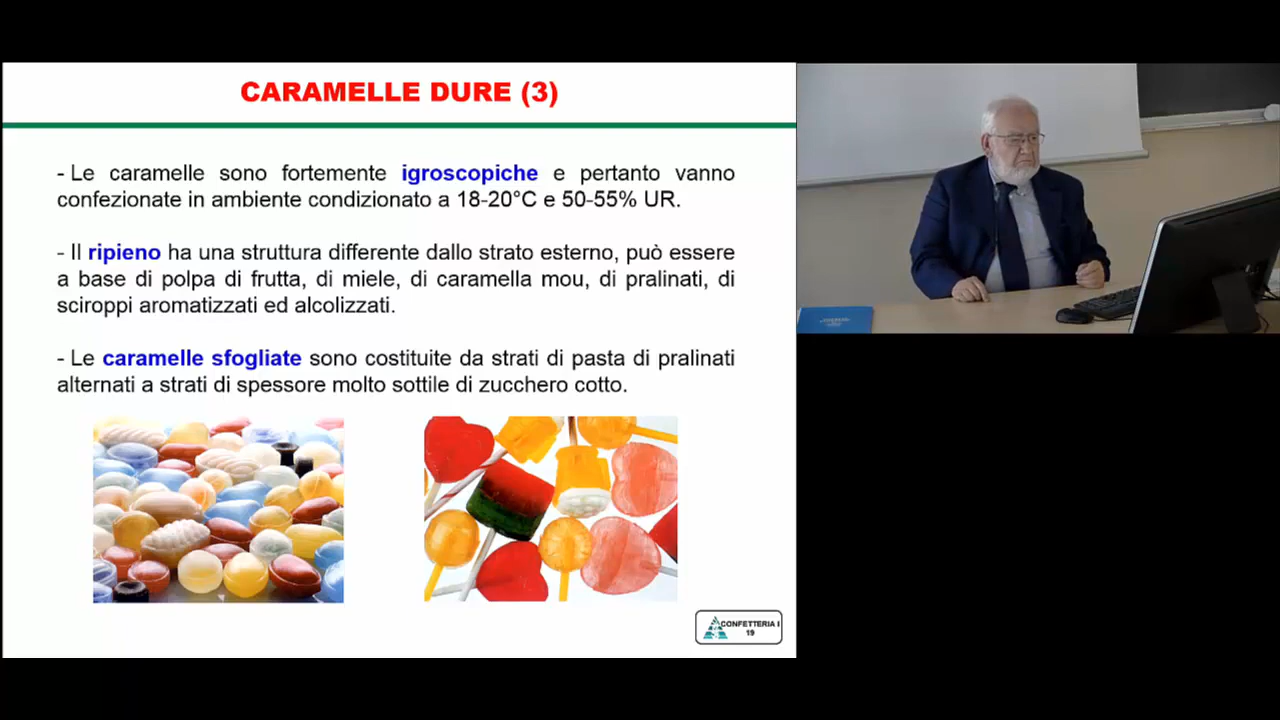 CARAMELLE DURE (3)
- Le caramelle sono fortemente igroscopiche e pertanto vanno
confezionate in ambiente condizionato a 18-20°C e 50-55% UR.
- Il ripieno ha una struttura differente dallo strato esterno, può essere
a base di polpa di frutta, di miele, di caramella mou, di pralinati, di
sciroppi aromatizzati ed alcolizzati.
- Le caramelle sfogliate sono costituite da strati di pasta di pralinati
alternati a strati di spessore molto sottile di zucchero cotto.
CONFETTERIA I
19